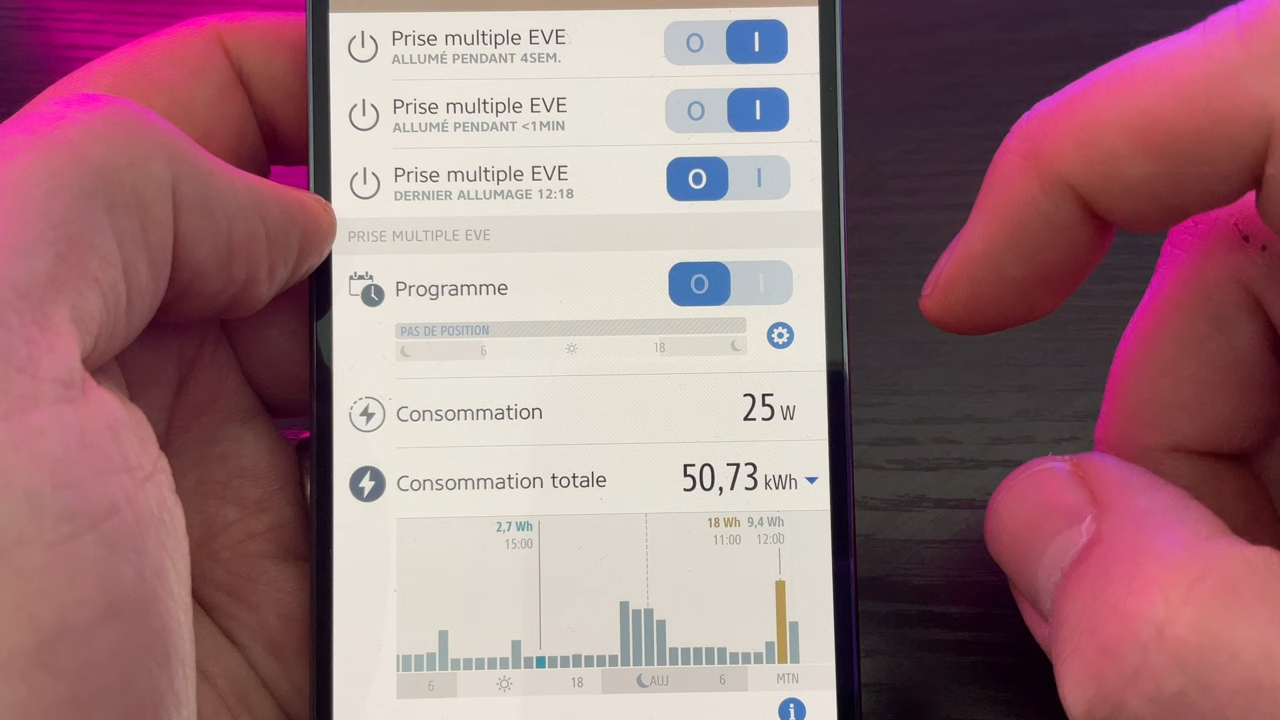 Prise multiple EVE
O I
ALLUMÉ PENDANT 4SEM.
Prise multiple EVE
O I
ALLUMÉ PENDANT <1MIN
Prise multiple EVE
O I
DERNIER ALLUMAGE 12:18
PRISE MULTIPLE EVE
Programme
O I
PAS DE POSITION
6 18
Consommation 25 W
Consommation totale 50,73 kWh
2,7 Wh 18 Wh 9,4 Wh
15:00 11:00 12:00
6 18 AUJ 6 MTN
i